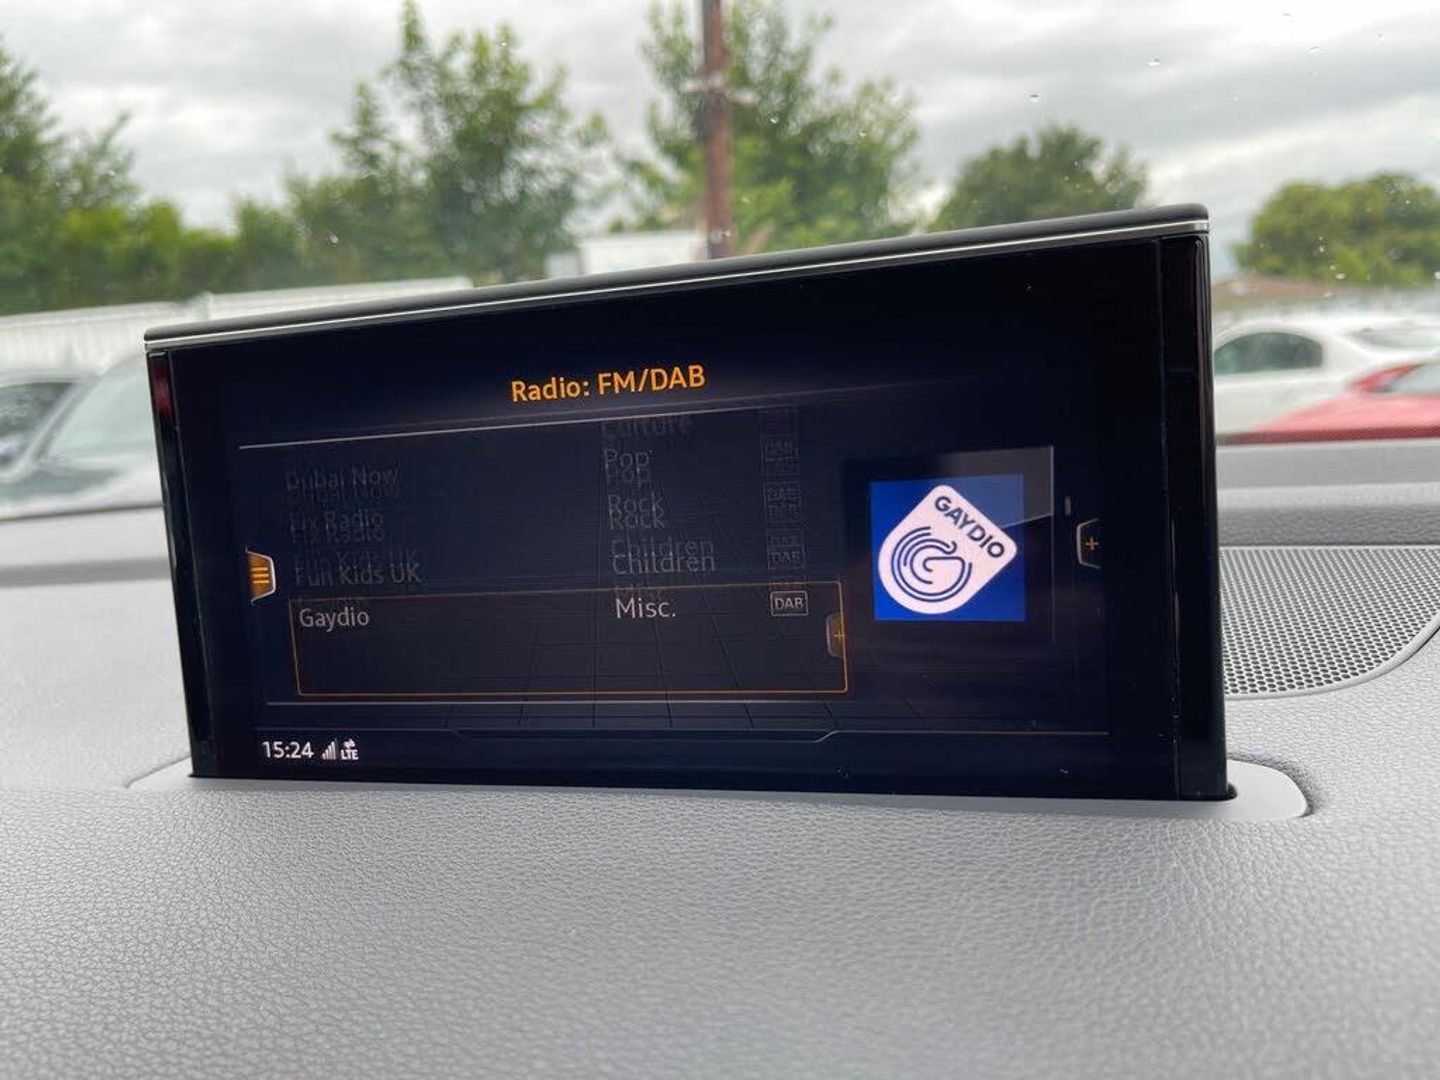 Radio: FM/DAB
Culture
Dubai Now Pop DAB
Fix Radio Rock DAB
Fun Kids UK Children DAB
Gaydio Misc. DAB
GAYDIO
15:24 LTE